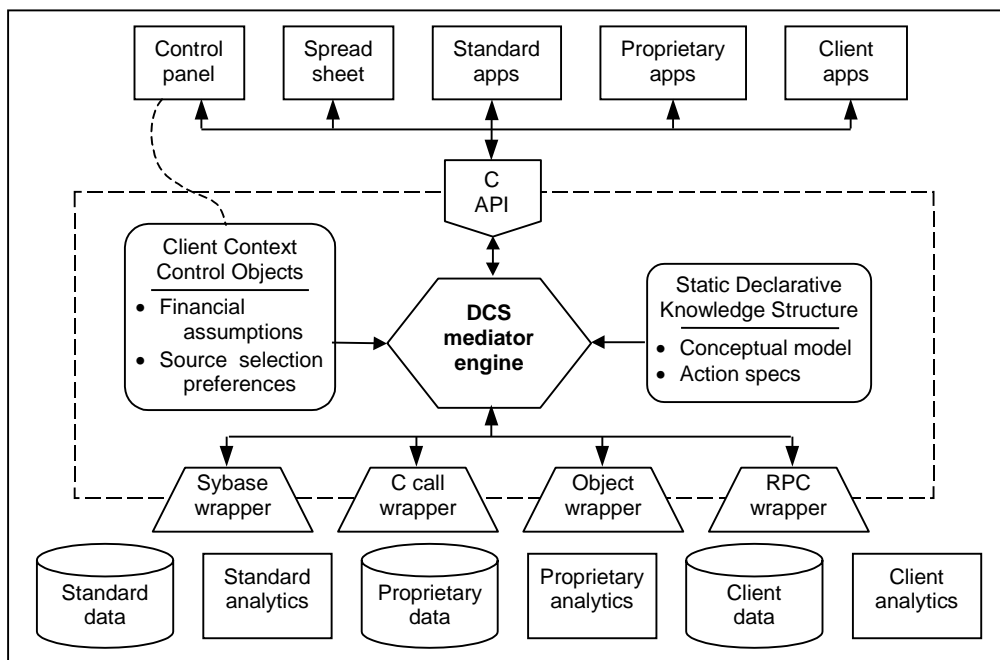 Control
panel
Spread
sheet
Standard
apps
Proprietary
apps
Client
apps
C
API
Client Context
Control Objects
• Financial
assumptions
• Source selection
preferences
DCS
mediator
engine
Static Declarative
Knowledge Structure
• Conceptual model
• Action specs
Sybase
wrapper
C call
wrapper
Object
wrapper
RPC
wrapper
Standard
data
Standard
analytics
Proprietary
data
Proprietary
analytics
Client
data
Client
analytics